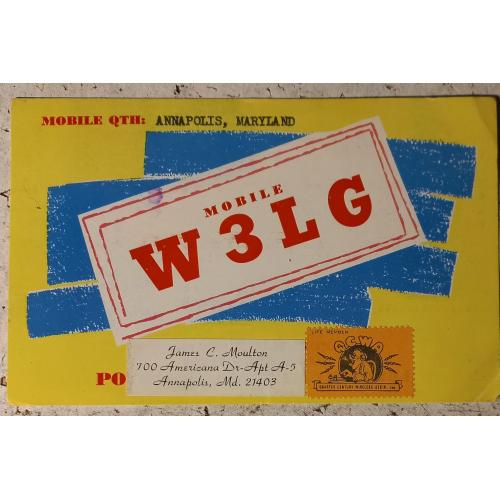 MOBILE QTH: ANNAPOLIS, MARYLAND
MOBILE
W3LG
PO
James C. Moulton
700 Americana Dr-Apt A-5
Annapolis, Md. 21403
LIFE MEMBER
QCWA
QUARTER CENTURY WIRELESS ASS'N., INC.